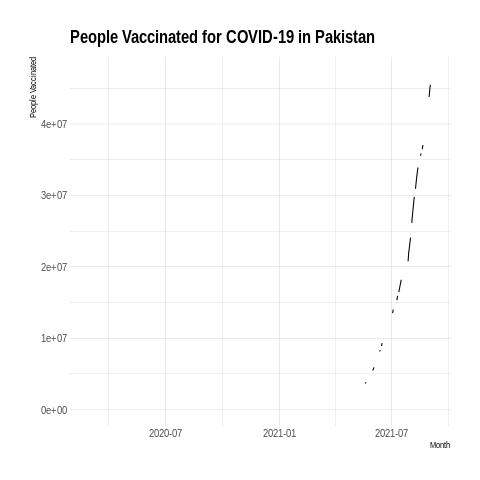 People Vaccinated for COVID-19 in Pakistan
People Vaccinated
4e+07
3e+07
2e+07
1e+07
0e+00
2020-07
2021-01
2021-07
Month